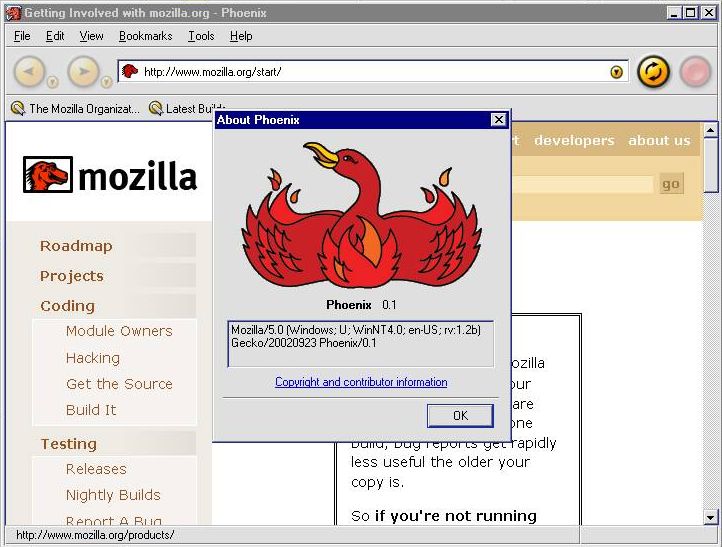 Getting Involved with mozilla.org - Phoenix
File Edit View Bookmarks Tools Help
http://www.mozilla.org/start/
The Mozilla Organizat... Latest Builds
About Phoenix
rt developers about us
go
mozilla
Roadmap
Projects
Coding
Module Owners
Hacking
Get the Source
Build It
Testing
Releases
Nightly Builds
Report A Bug
Phoenix 0.1
Mozilla/5.0 (Windows; U; WinNT4.0; en-US; rv:1.2b)
Gecko/20020923 Phoenix/0.1
Copyright and contributor information
OK
ozilla
our
are
one
build, bug reports get rapidly
less useful the older your
copy is.
So if you're not running
http://www.mozilla.org/products/